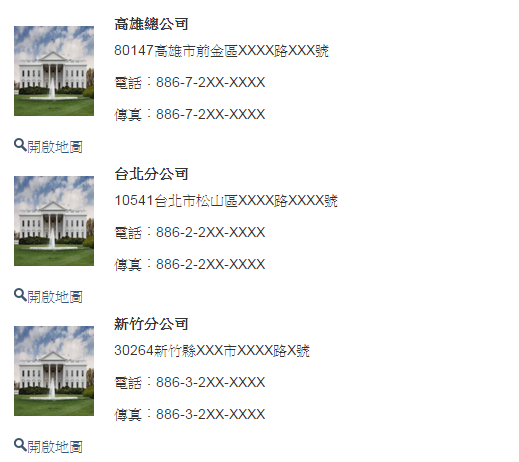 高雄總公司
80147高雄市前金區XXXX路XXX號
電話：886-7-2XX-XXXX
傳真：886-7-2XX-XXXX
開啟地圖
台北分公司
10541台北市松山區XXXX路XXXX號
電話：886-2-2XX-XXXX
傳真：886-2-2XX-XXXX
開啟地圖
新竹分公司
30264新竹縣XXX市XXXX路X號
電話：886-3-2XX-XXXX
傳真：886-3-2XX-XXXX
開啟地圖